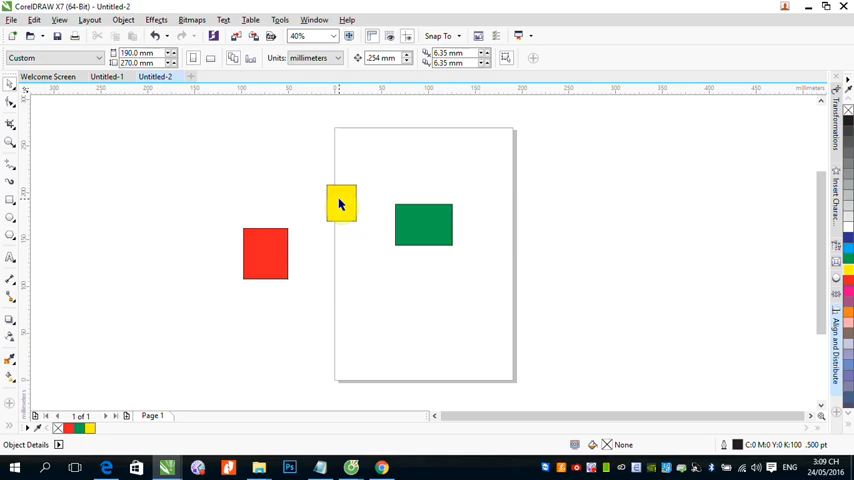 CorelDRAW X7 (64-Bit) - Untitled-2
File Edit View Layout Object Effects Bitmaps Text Table Tools Window Help
40% Snap To
Custom 190.0 mm 270.0 mm Units: millimeters .254 mm 6.35 mm 6.35 mm
Welcome Screen Untitled-1 Untitled-2
300 250 200 150 100 50 0 50 100 150 200 250 300 350 400 450 millimeters
Transformations
Insert Charac...
Align and Distribute
millimeters
1 of 1 Page 1
Object Details None C:0 M:0 Y:0 K:100 .500 pt
ENG
3:09 CH
24/05/2016